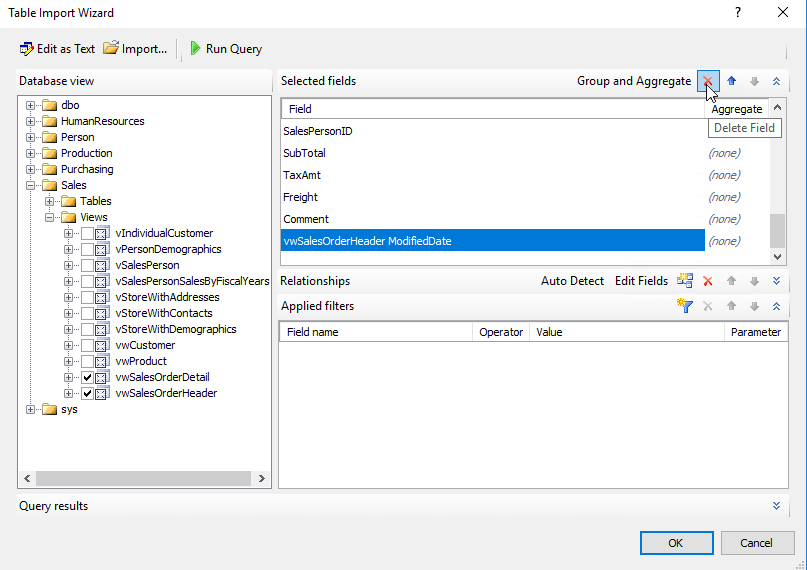 Table Import Wizard
?
Edit as Text Import... Run Query
Database view
dbo
HumanResources
Person
Production
Purchasing
Sales
Tables
Views
vIndividualCustomer
vPersonDemographics
vSalesPerson
vSalesPersonSalesByFiscalYears
vStoreWithAddresses
vStoreWithContacts
vStoreWithDemographics
vwCustomer
vwProduct
vwSalesOrderDetail
vwSalesOrderHeader
sys
Selected fields Group and Aggregate
Field Aggregate
Delete Field
SalesPersonID
SubTotal (none)
TaxAmt (none)
Freight (none)
Comment (none)
vwSalesOrderHeader ModifiedDate (none)
Relationships Auto Detect Edit Fields
Applied filters
Field name Operator Value Parameter
Query results
OK Cancel